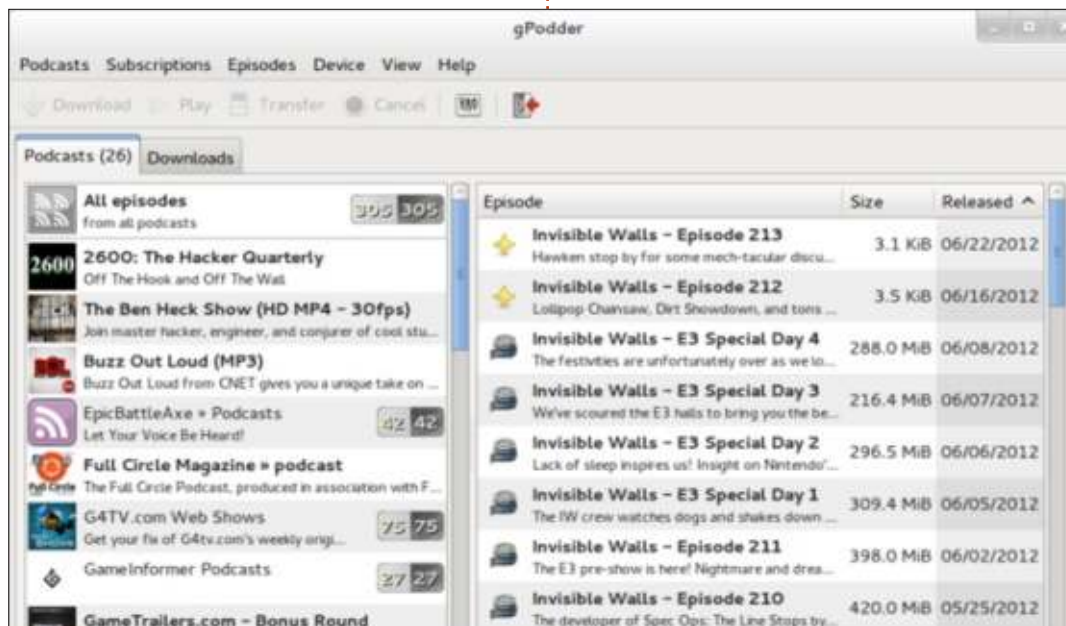 gPodder
Podcasts Subscriptions Episodes Device View Help
Download Play Transfer Cancel
Podcasts (26) Downloads
All episodes
from all podcasts
305 305
2600
2600: The Hacker Quarterly
Off The Hook and Off The Wall
The Ben Heck Show (HD MP4 - 30fps)
Join master hacker, engineer, and conjurer of cool stu...
Buzz Out Loud (MP3)
Buzz Out Loud from CNET gives you a unique take on ...
EpicBattleAxe » Podcasts
Let Your Voice Be Heard!
42 42
Full Circle Magazine » podcast
The Full Circle Podcast, produced in association with F...
G4TV.com Web Shows
Get your fix of G4tv.com's weekly origi...
75 75
GameInformer Podcasts
27 27
GameTrailers.com - Bonus Round
Episode Size Released
Invisible Walls - Episode 213
Hawken stop by for some mech-tacular discu...
3.1 KiB 06/22/2012
Invisible Walls - Episode 212
Lollipop Chainsaw, Dirt Showdown, and tons ...
3.5 KiB 06/16/2012
Invisible Walls - E3 Special Day 4
The festivities are unfortunately over as we lo...
288.0 MiB 06/08/2012
Invisible Walls - E3 Special Day 3
We've scoured the E3 halls to bring you the be...
216.4 MiB 06/07/2012
Invisible Walls - E3 Special Day 2
Lack of sleep inspires us! Insight on Nintendo'...
296.5 MiB 06/06/2012
Invisible Walls - E3 Special Day 1
The IW crew watches dogs and shakes down ...
309.4 MiB 06/05/2012
Invisible Walls - Episode 211
The E3 pre-show is here! Nightmare and drea...
398.0 MiB 06/02/2012
Invisible Walls - Episode 210
The developer of Spec Ops: The Line Stops by...
420.0 MiB 05/25/2012